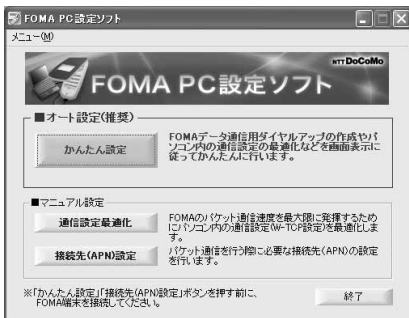 FOMA PC設定ソフト
メニュー(M)
NTT DoCoMo
FOMA PC設定ソフト
■オート設定(推奨)
かんたん設定
FOMAデータ通信用ダイヤルアップの作成やパ
ソコン内の通信設定の最適化などを画面表示に
従ってかんたんに行います。
■マニュアル設定
通信設定最適化
FOMAのパケット通信速度を最大限に発揮するため
にパソコン内の通信設定(W-TCP設定)を最適化しま
す。
接続先(APN)設定
パケット通信を行う際に必要な接続先(APN)の設定
を行います。
※「かんたん設定」「接続先(APN)設定」ボタンを押す前に、
FOMA端末を接続してください。
終了